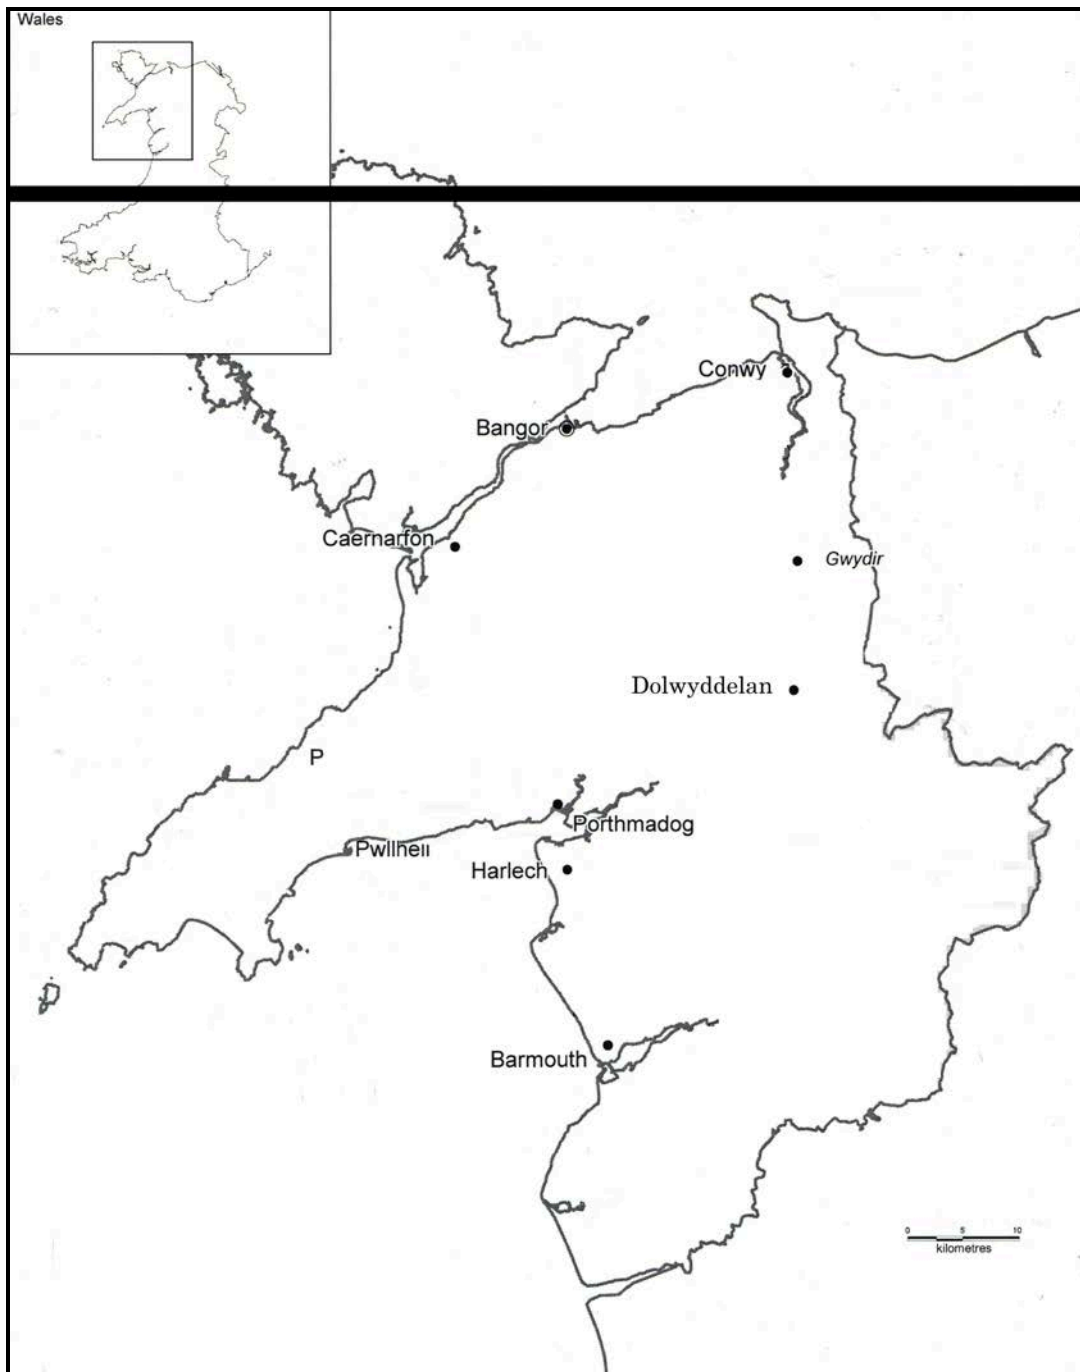 Wales
Conwy
Bangor
Caernarfon
Gwydir
Dolwyddelan
P
Porthmadog
Pwllheli
Harlech
Barmouth
0 5 10
kilometres